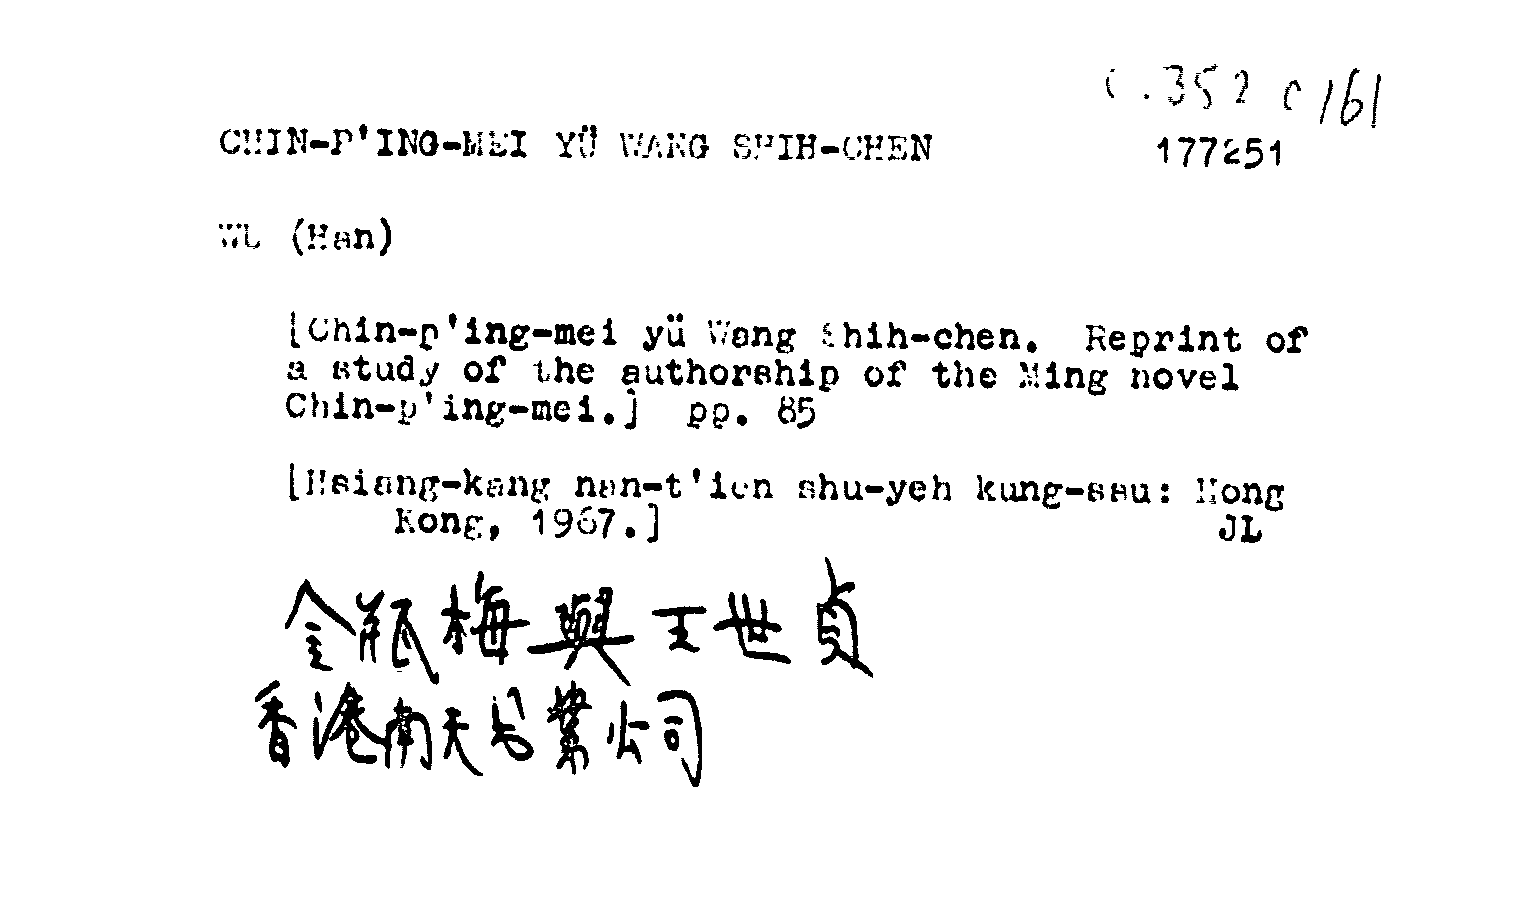 c.352 c161
CHIN-P'ING-MEI YÜ WANG SHIH-CHEN 177251
WU (Han)
[Chin-p'ing-mei yü Wang Shih-chen. Reprint of
a study of the authorship of the Ming novel
Chin-p'ing-mei.] pp. 85
[Hsiang-kang nan-t'ien shu-yeh kung-ssu: Hong
Kong, 1967.] JL
金瓶梅與王世貞
香港南天书業公司